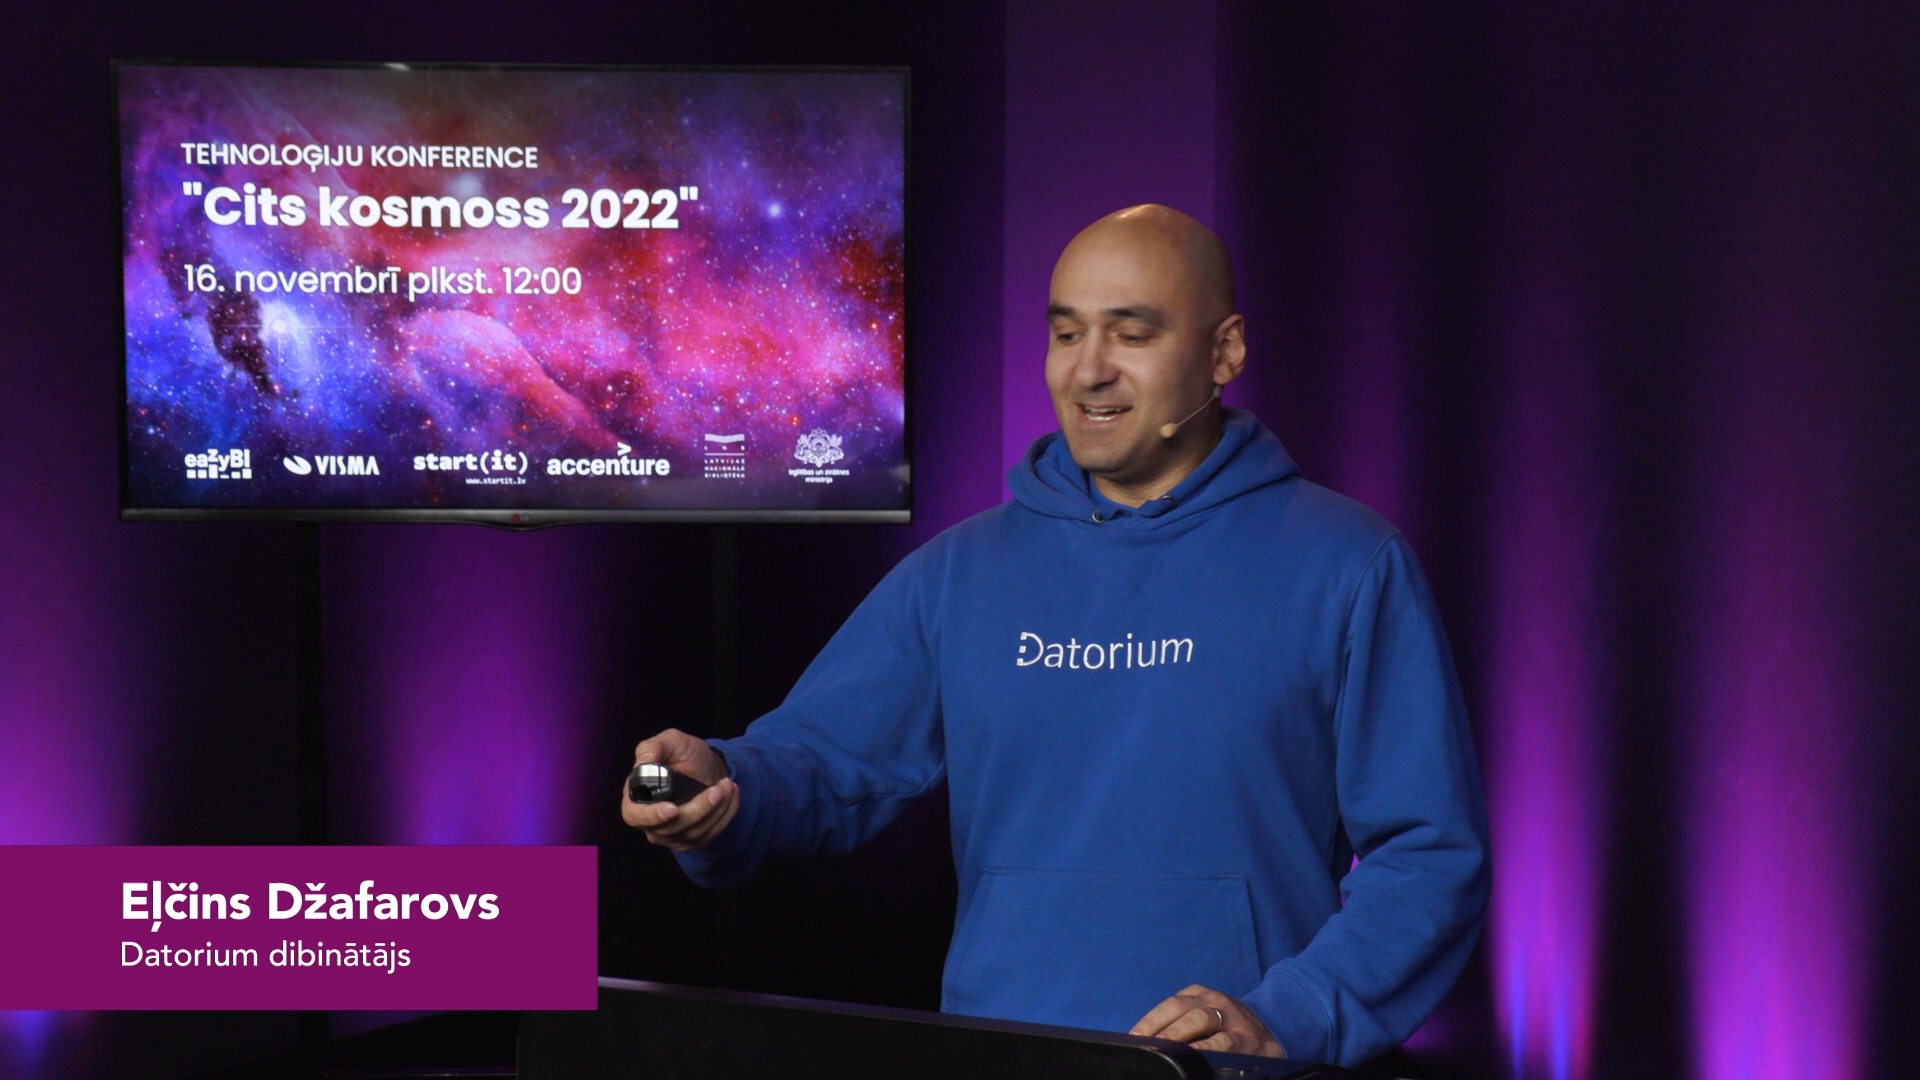 TEHNOLOĢIJU KONFERENCE
"Cits kosmoss 2022"
16. novembrī plkst. 12:00
eazyBI
VISMA
start(it)
www.startit.lv
accenture
LATVIJAS
NACIONĀLĀ
BIBLIOTĒKA
Izglītības un zinātnes
ministrija
LG
Datorium
Eļčins Džafarovs
Datorium dibinātājs